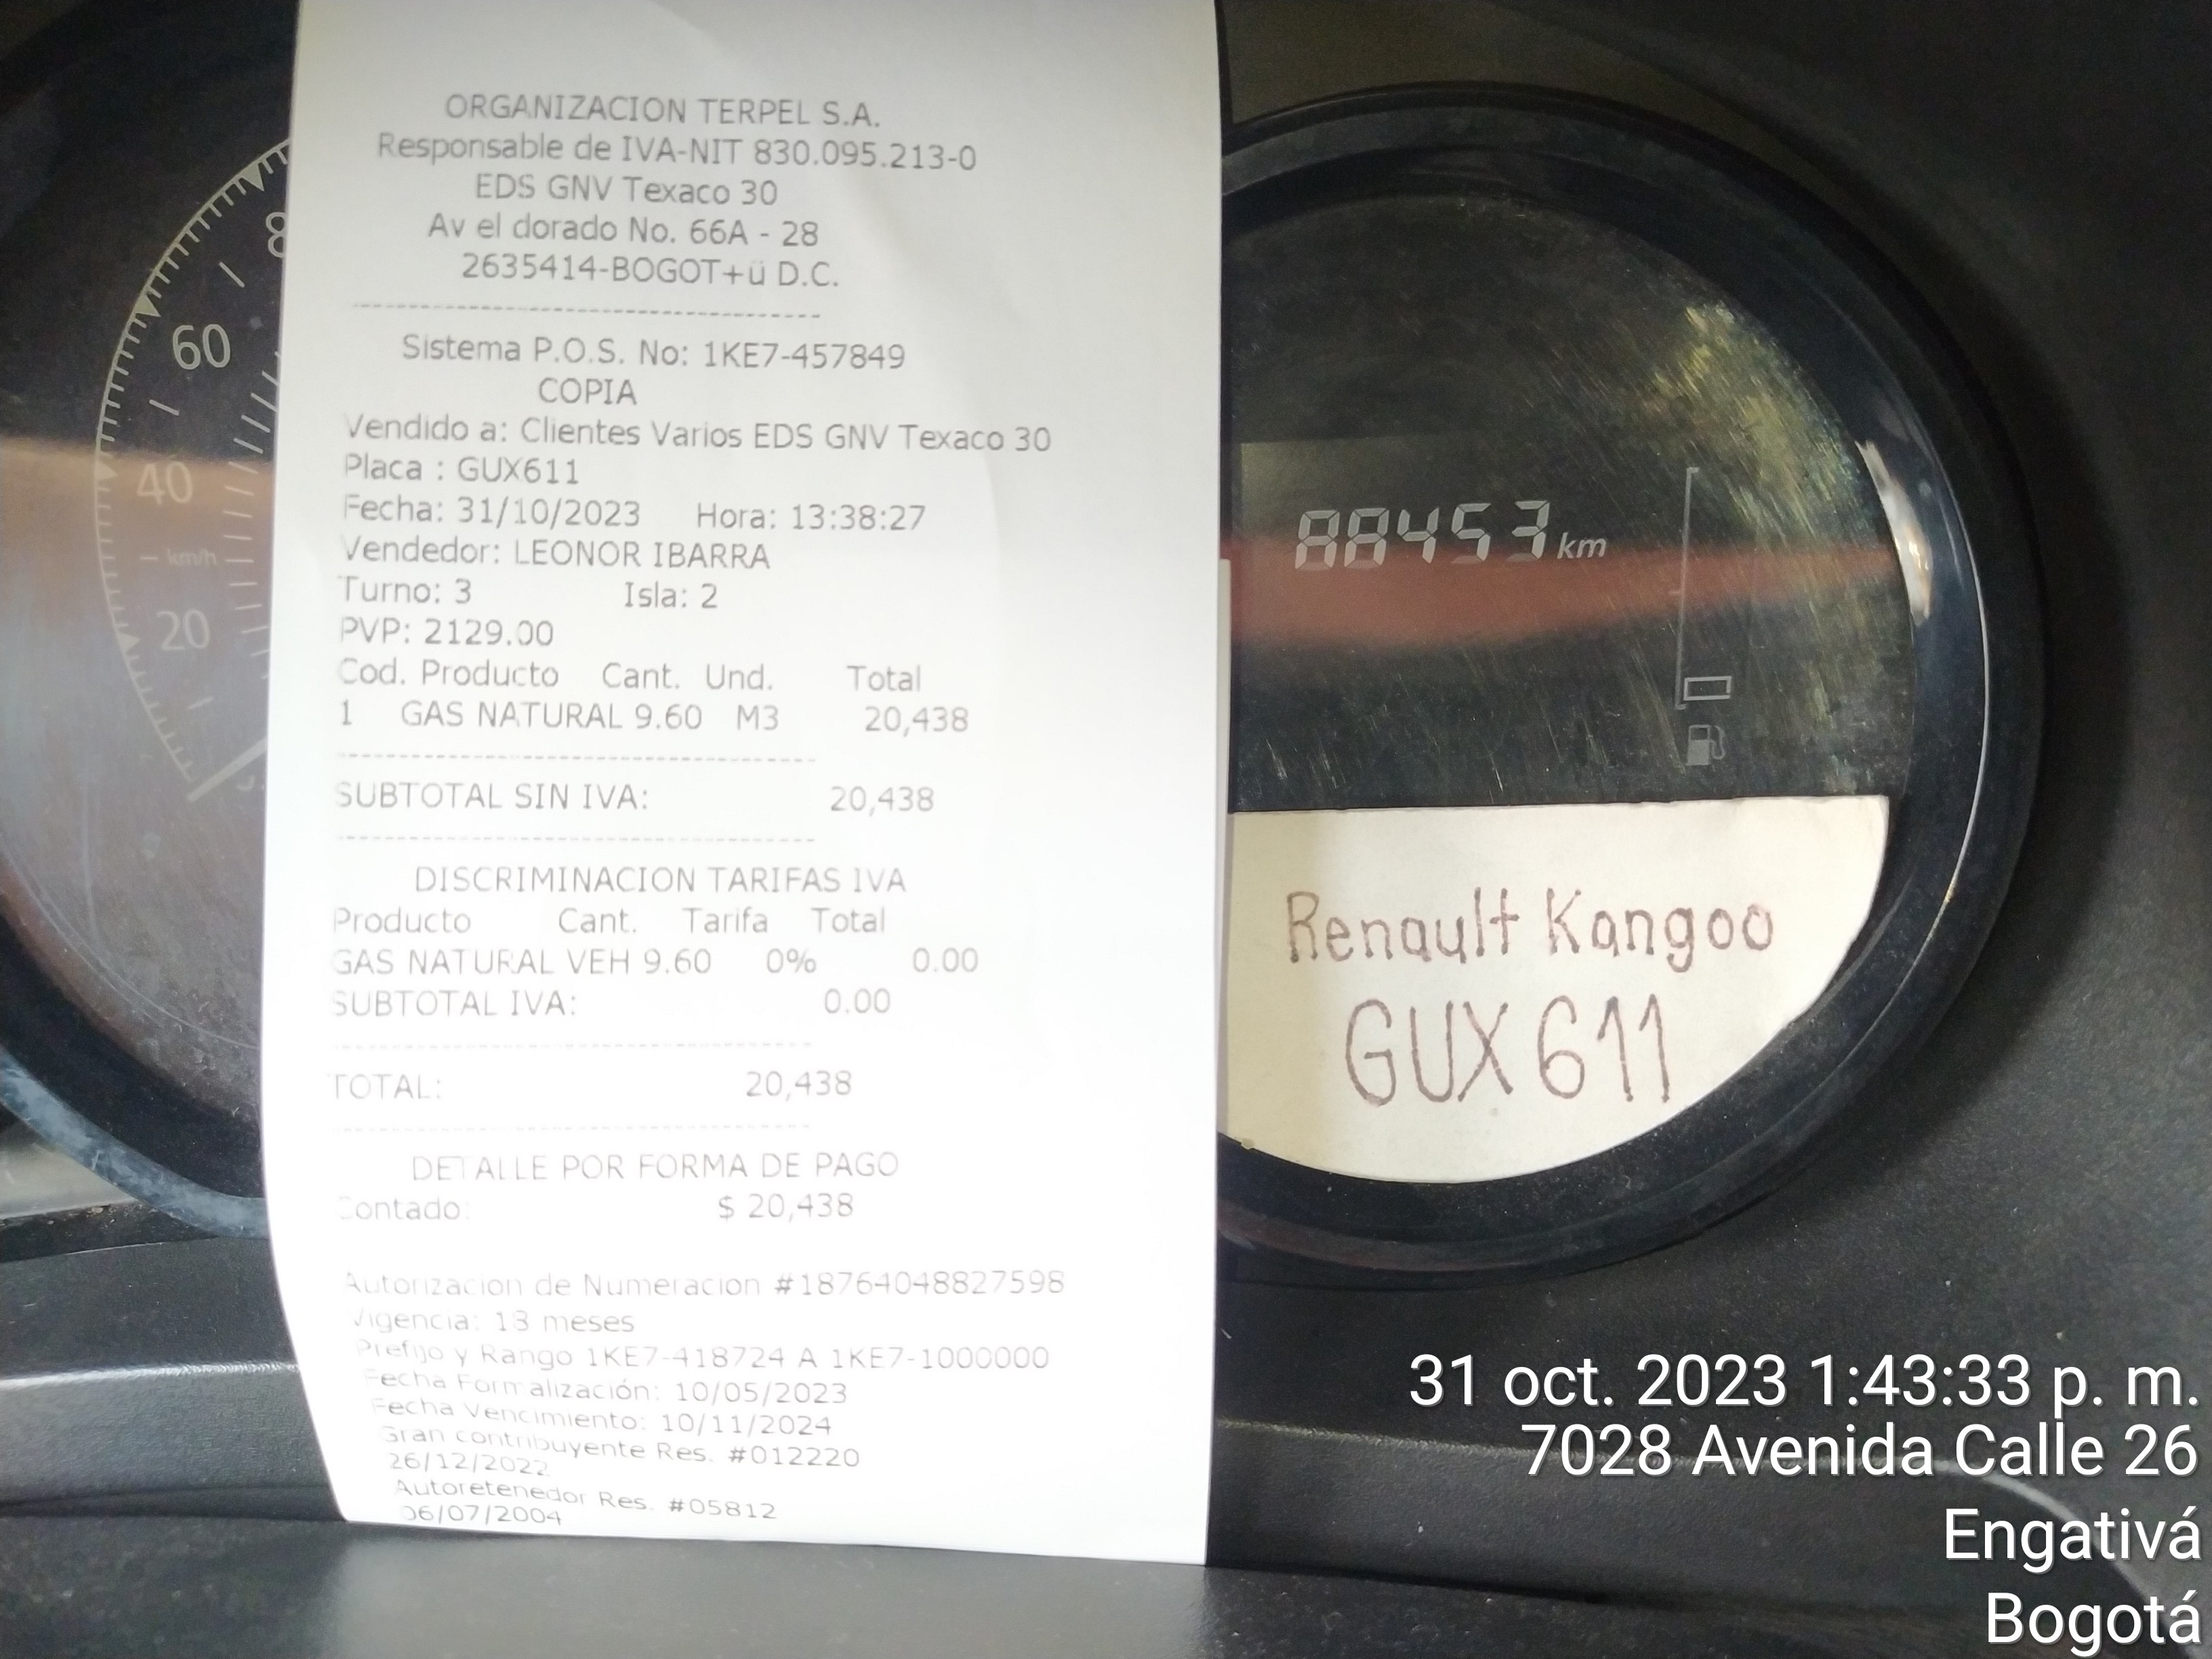 ORGANIZACION TERPEL S.A.
Responsable de IVA-NIT 830.095.213-0
EDS GNV Texaco 30
Av el dorado No. 66A - 28
2635414-BOGOT+ü D.C.
Sistema P.O.S. No: 1KE7-457849
COPIA
Vendido a: Clientes Varios EDS GNV Texaco 30
Placa : GUX611
Fecha: 31/10/2023 Hora: 13:38:27
Vendedor: LEONOR IBARRA
Turno: 3 Isla: 2
PVP: 2129.00
Cod. Producto Cant. Und. Total
1 GAS NATURAL 9.60 M3 20,438
SUBTOTAL SIN IVA: 20,438
DISCRIMINACION TARIFAS IVA
Producto Cant. Tarifa Total
GAS NATURAL VEH 9.60 0% 0.00
SUBTOTAL IVA: 0.00
TOTAL: 20,438
DETALLE POR FORMA DE PAGO
Contado: $ 20,438
Autorizacion de Numeracion #18764048827598
Vigencia: 18 meses
Prefijo y Rango 1KE7-418724 A 1KE7-1000000
Fecha Formalización: 10/05/2023
Fecha Vencimiento: 10/11/2024
Gran contribuyente Res. #012220
26/12/2022
Autoretenedor Res. #05812
06/07/2004
8
60
40
km/h
20
88453 km
Renault Kangoo
GUX611
31 oct. 2023 1:43:33 p. m.
7028 Avenida Calle 26
Engativá
Bogotá